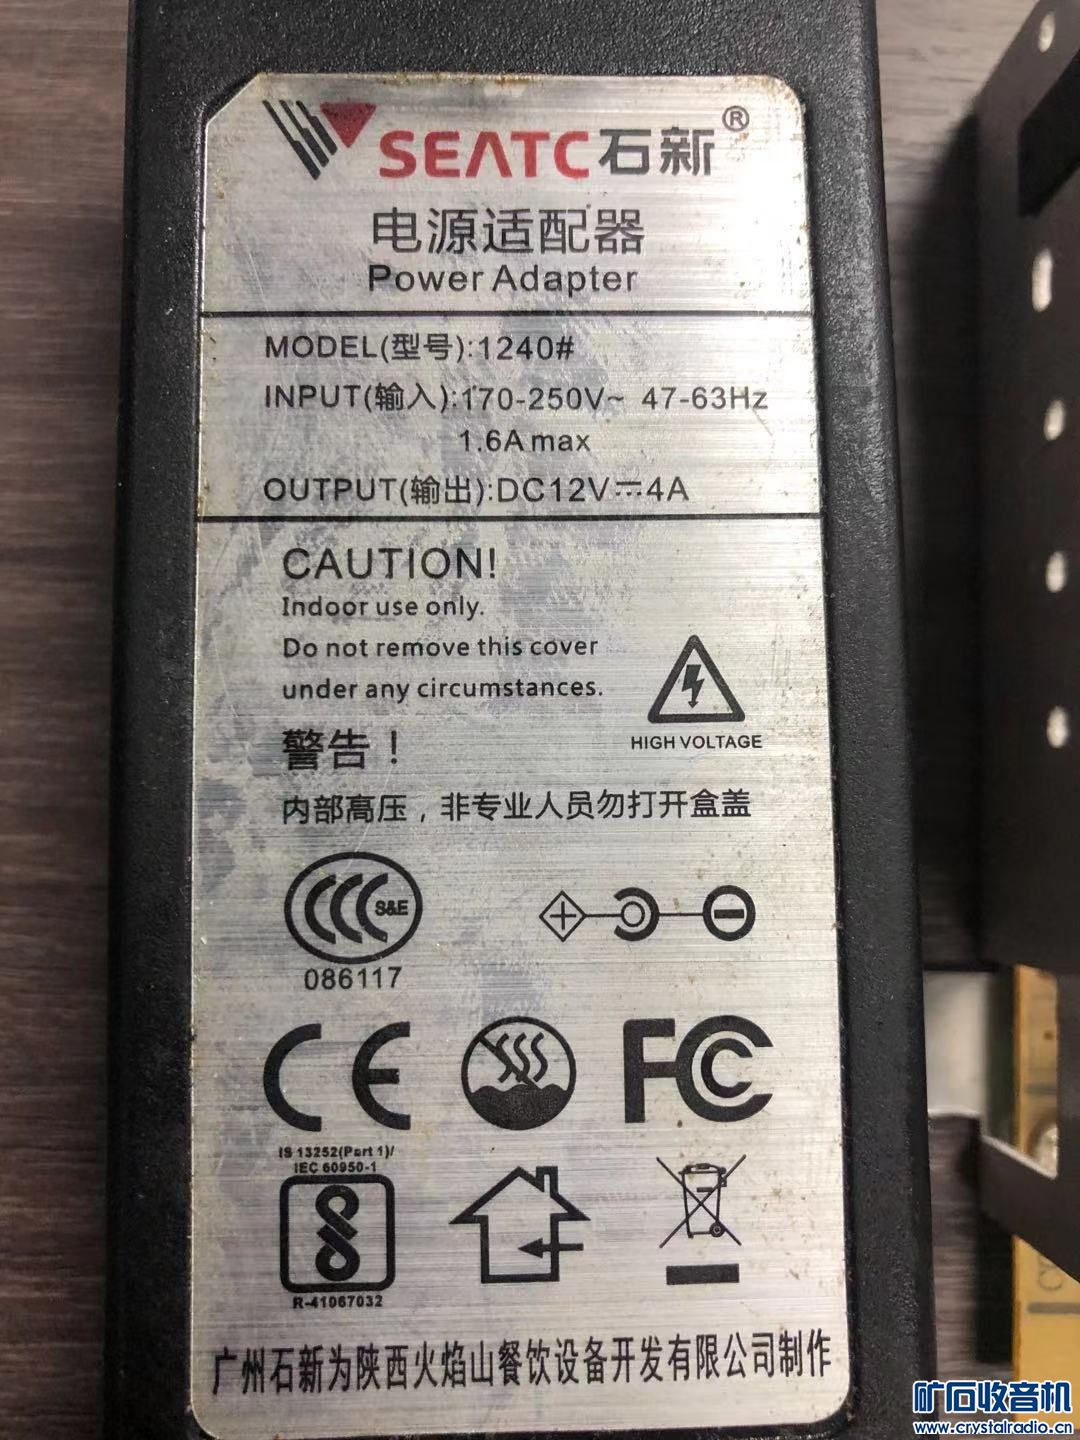 SEATC石新®
电源适配器
Power Adapter
MODEL(型号):1240#
INPUT(输入):170-250V~ 47-63Hz
1.6A max
OUTPUT(输出):DC12V⎓4A
CAUTION!
Indoor use only.
Do not remove this cover
under any circumstances.
HIGH VOLTAGE
警告！
内部高压，非专业人员勿打开盒盖
CCC S&E
086117
CE
FC
IS 13252(Part 1)/
IEC 60950-1
R-41067032
广州石新为陕西火焰山餐饮设备开发有限公司制作
矿石收音机
www.crystalradio.cn